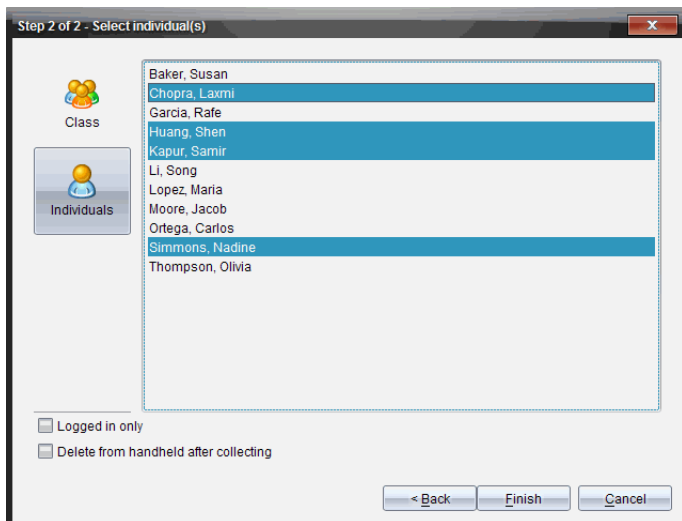 Step 2 of 2 - Select individual(s)
Class
Individuals
Baker, Susan
Chopra, Laxmi
Garcia, Rafe
Huang, Shen
Kapur, Samir
Li, Song
Lopez, Maria
Moore, Jacob
Ortega, Carlos
Simmons, Nadine
Thompson, Olivia
Logged in only
Delete from handheld after collecting
< Back
Finish
Cancel